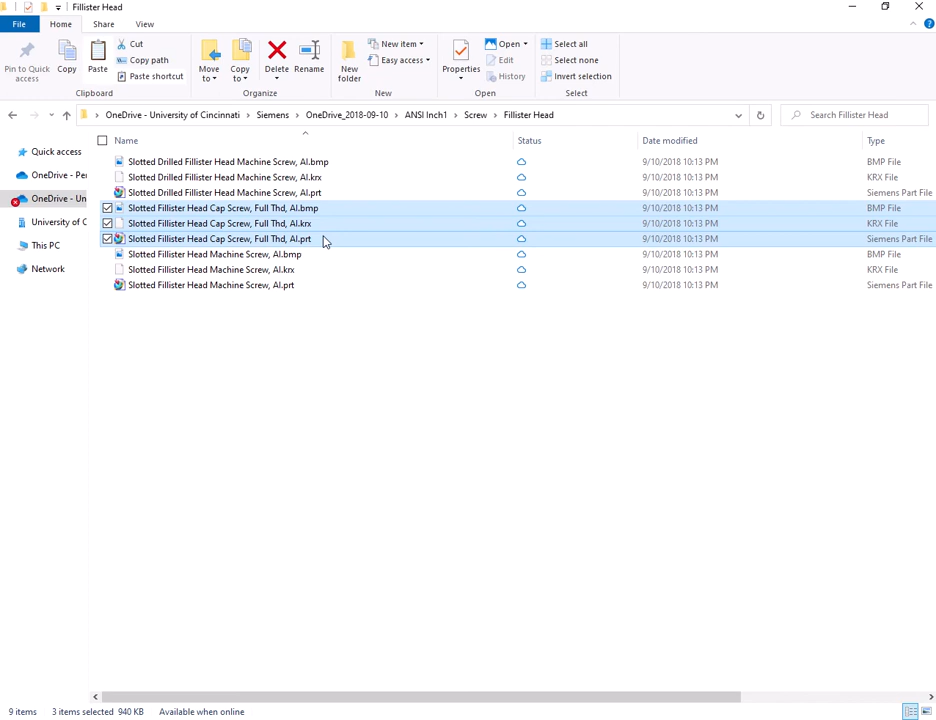 Fillister Head
File Home Share View
Pin to Quick access
Copy
Paste
Cut
Copy path
Paste shortcut
Move to
Copy to
Delete
Rename
New folder
New item
Easy access
Properties
Open
Edit
History
Select all
Select none
Invert selection
Clipboard Organize New Open Select
OneDrive - University of Cincinnati > Siemens > OneDrive_2018-09-10 > ANSI Inch1 > Screw > Fillister Head
Search Fillister Head
Name Status Date modified Type
Quick access
OneDrive - Per
OneDrive - Un
University of C
This PC
Network
Slotted Drilled Fillister Head Machine Screw, AI.bmp 9/10/2018 10:13 PM BMP File
Slotted Drilled Fillister Head Machine Screw, AI.krx 9/10/2018 10:13 PM KRX File
Slotted Drilled Fillister Head Machine Screw, AI.prt 9/10/2018 10:13 PM Siemens Part File
Slotted Fillister Head Cap Screw, Full Thd, AI.bmp 9/10/2018 10:13 PM BMP File
Slotted Fillister Head Cap Screw, Full Thd, AI.krx 9/10/2018 10:13 PM KRX File
Slotted Fillister Head Cap Screw, Full Thd, AI.prt 9/10/2018 10:13 PM Siemens Part File
Slotted Fillister Head Machine Screw, AI.bmp 9/10/2018 10:13 PM BMP File
Slotted Fillister Head Machine Screw, AI.krx 9/10/2018 10:13 PM KRX File
Slotted Fillister Head Machine Screw, AI.prt 9/10/2018 10:13 PM Siemens Part File
9 items 3 items selected 940 KB Available when online